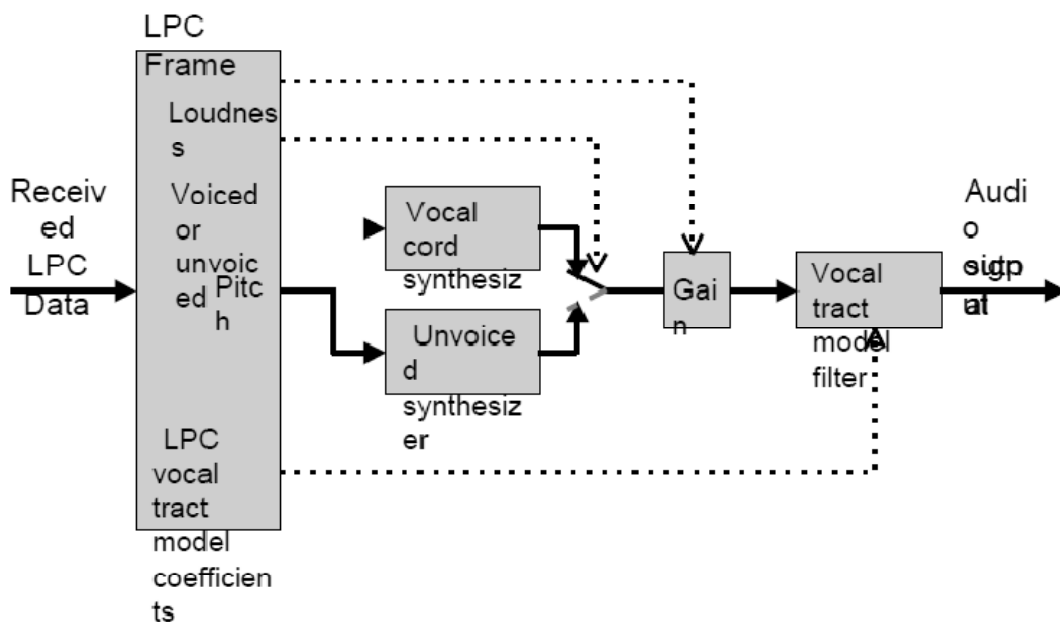 LPC
Frame
Loudnes
s
Voiced
or
unvoic
ed
Pitc
h
LPC
vocal
tract
model
coefficien
ts
Receiv
ed
LPC
Data
Vocal
cord
synthesiz
Unvoice
d
synthesiz
er
Gai
n
Vocal
tract
model
filter
Audi
o